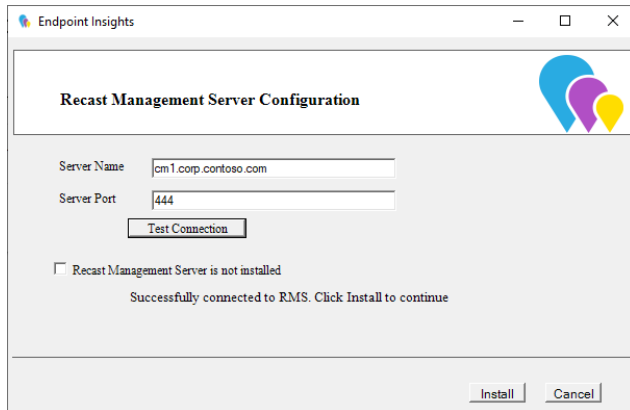 Endpoint Insights
Recast Management Server Configuration
Server Name cm1.corp.contoso.com
Server Port 444
Test Connection
Recast Management Server is not installed
Successfully connected to RMS. Click Install to continue
Install Cancel